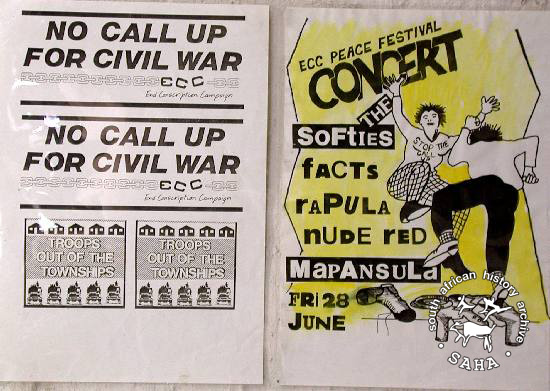 NO CALL UP
FOR CIVIL WAR
ECC
End Conscription Campaign
NO CALL UP
FOR CIVIL WAR
ECC
End Conscription Campaign
TROOPS
OUT OF THE
TOWNSHIPS
TROOPS
OUT OF THE
TOWNSHIPS
ECC PEACE FESTIVAL
CONCERT
THE
SOFTIES
STOP THE
CALL
FACTS
RAPULA
NUDE RED
MAPANSULA
FRI 28
JUNE
south african history archive
SAHA